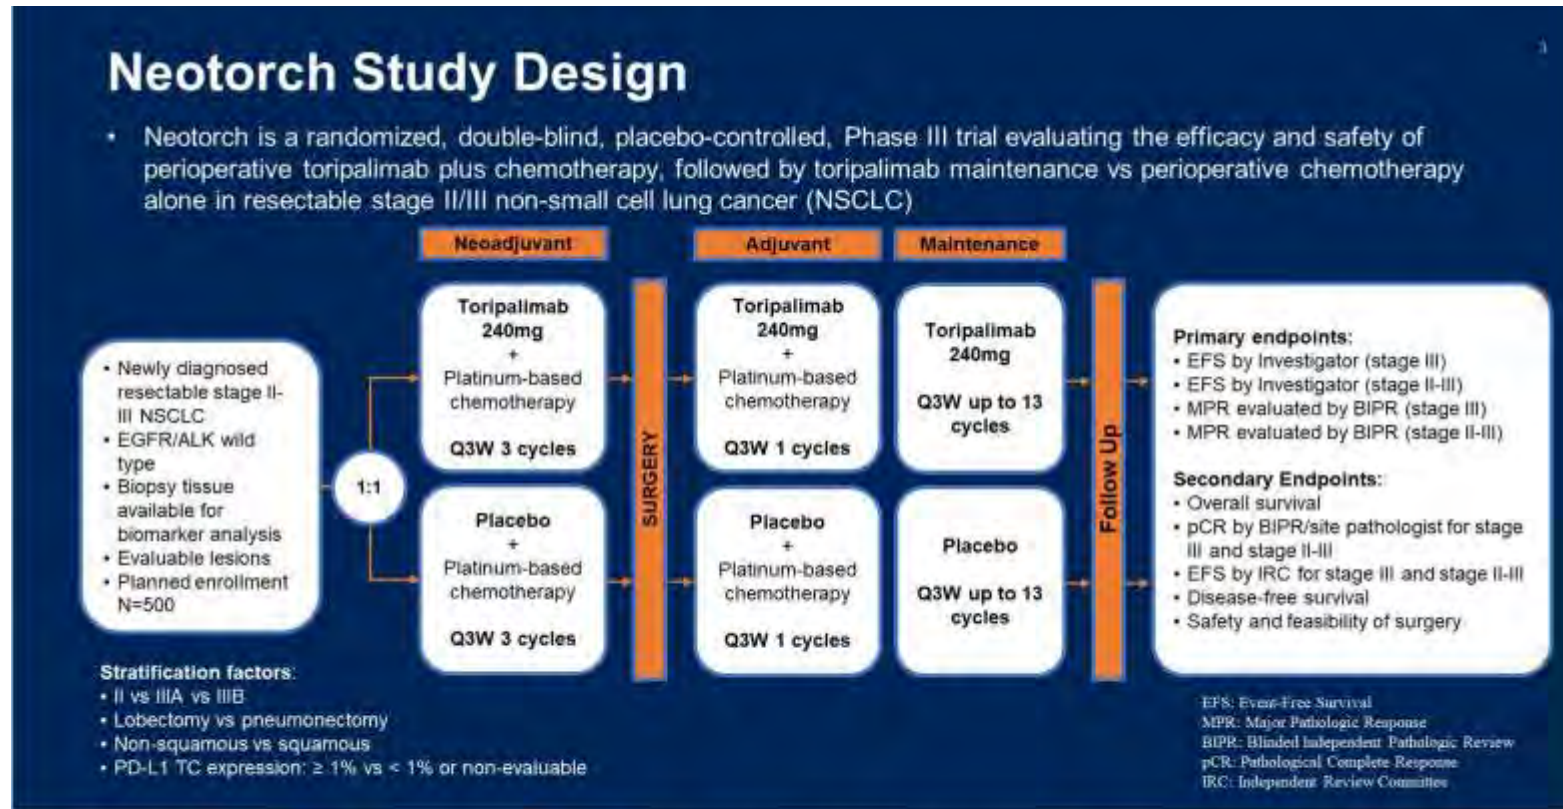 3
Neotorch Study Design
• Neotorch is a randomized, double-blind, placebo-controlled, Phase III trial evaluating the efficacy and safety of
perioperative toripalimab plus chemotherapy, followed by toripalimab maintenance vs perioperative chemotherapy
alone in resectable stage II/III non-small cell lung cancer (NSCLC)
Neoadjuvant
Adjuvant
Maintenance
• Newly diagnosed
resectable stage II-
III NSCLC
• EGFR/ALK wild
type
• Biopsy tissue
available for
biomarker analysis
• Evaluable lesions
• Planned enrollment
N=500
1:1
Toripalimab
240mg
+
Platinum-based
chemotherapy
Q3W 3 cycles
Placebo
+
Platinum-based
chemotherapy
Q3W 3 cycles
SURGERY
Toripalimab
240mg
+
Platinum-based
chemotherapy
Q3W 1 cycles
Placebo
+
Platinum-based
chemotherapy
Q3W 1 cycles
Toripalimab
240mg
Q3W up to 13
cycles
Placebo
Q3W up to 13
cycles
Follow Up
Primary endpoints:
• EFS by Investigator (stage III)
• EFS by Investigator (stage II-III)
• MPR evaluated by BIPR (stage III)
• MPR evaluated by BIPR (stage II-III)
Secondary Endpoints:
• Overall survival
• pCR by BIPR/site pathologist for stage
III and stage II-III
• EFS by IRC for stage III and stage II-III
• Disease-free survival
• Safety and feasibility of surgery
Stratification factors:
• II vs IIIA vs IIIB
• Lobectomy vs pneumonectomy
• Non-squamous vs squamous
• PD-L1 TC expression: ≥ 1% vs < 1% or non-evaluable
EFS: Event-Free Survival
MPR: Major Pathologic Response
BIPR: Blinded Independent Pathologic Review
pCR: Pathological Complete Response
IRC: Independent Review Committee